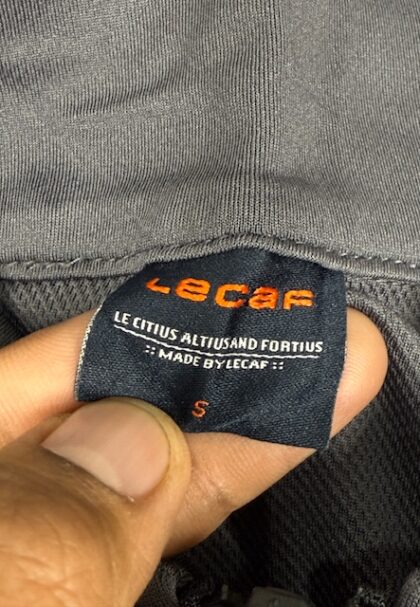 Lecaf
LE CITIUS ALTIUSAND FORTIUS
:: MADE BYLECAF ::
S